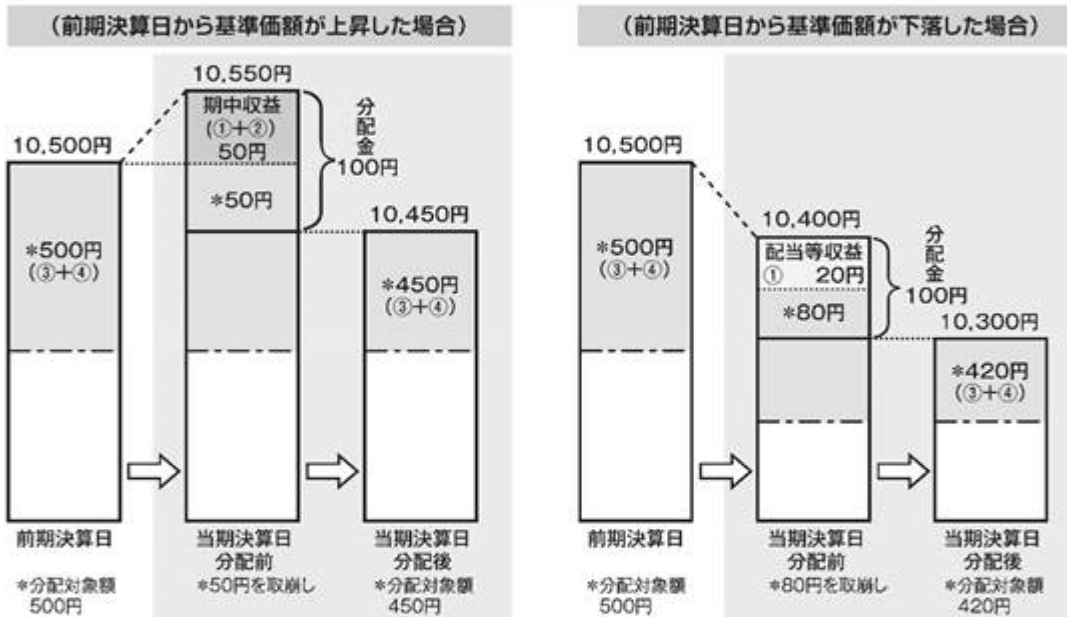 （前期決算日から基準価額が上昇した場合）
10,550円
期中収益
(①＋②)
50円
分配金
100円
10,500円
*50円
10,450円
*500円
(③＋④)
*450円
(③＋④)
前期決算日
当期決算日
分配前
当期決算日
分配後
*分配対象額
500円
*50円を取崩し
*分配対象額
450円
（前期決算日から基準価額が下落した場合）
10,500円
10,400円
配当等収益
① 20円
分配金
100円
*500円
(③＋④)
*80円
10,300円
*420円
(③＋④)
前期決算日
当期決算日
分配前
当期決算日
分配後
*分配対象額
500円
*80円を取崩し
*分配対象額
420円